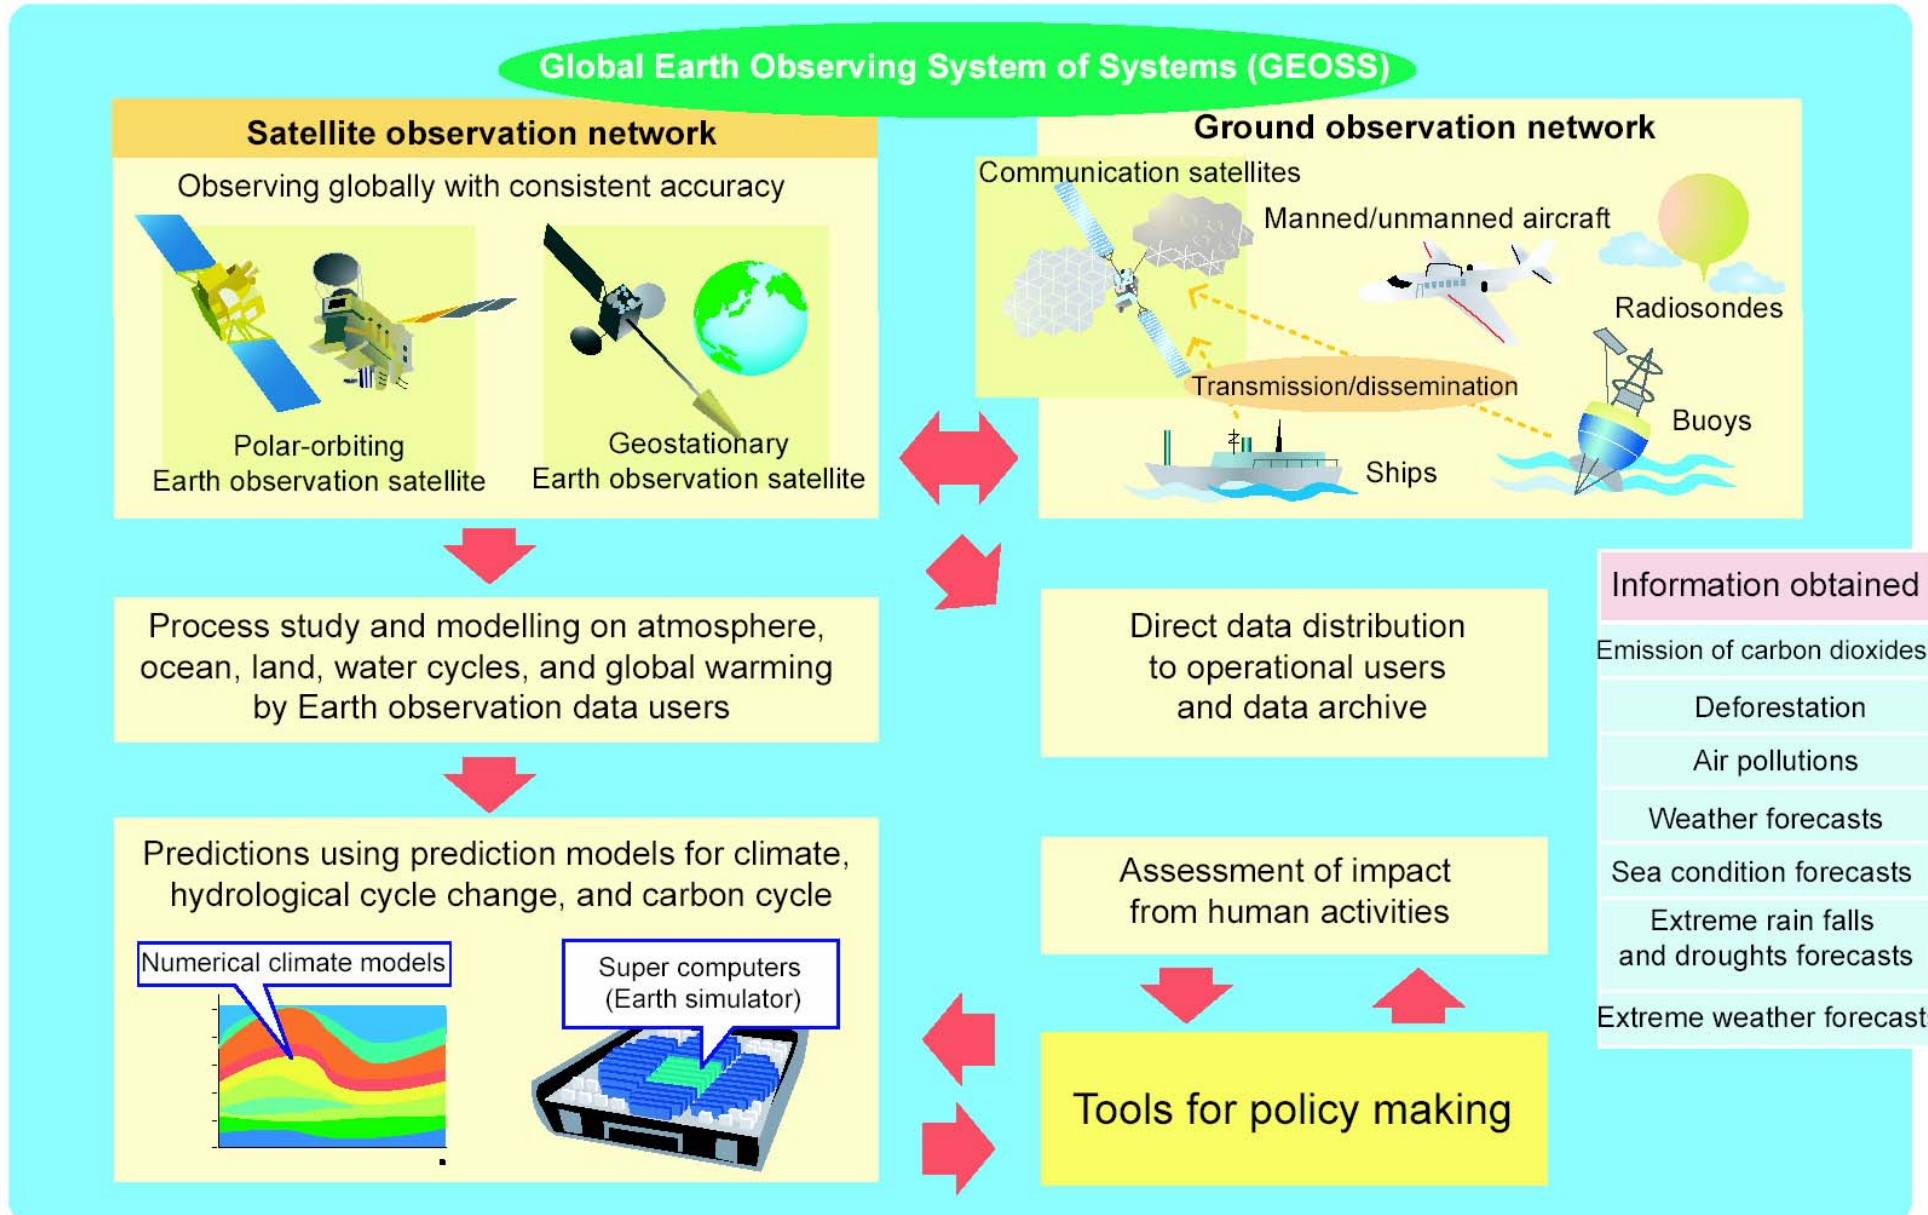 Global Earth Observing System of Systems (GEOSS)
Satellite observation network
Observing globally with consistent accuracy
Polar-orbiting
Earth observation satellite
Geostationary
Earth observation satellite
Ground observation network
Communication satellites
Manned/unmanned aircraft
Radiosondes
Transmission/dissemination
Buoys
Ships
Process study and modelling on atmosphere,
ocean, land, water cycles, and global warming
by Earth observation data users
Direct data distribution
to operational users
and data archive
Predictions using prediction models for climate,
hydrological cycle change, and carbon cycle
Numerical climate models
Super computers
(Earth simulator)
Assessment of impact
from human activities
Tools for policy making
Information obtained
Emission of carbon dioxides
Deforestation
Air pollutions
Weather forecasts
Sea condition forecasts
Extreme rain falls
and droughts forecasts
Extreme weather forecasts